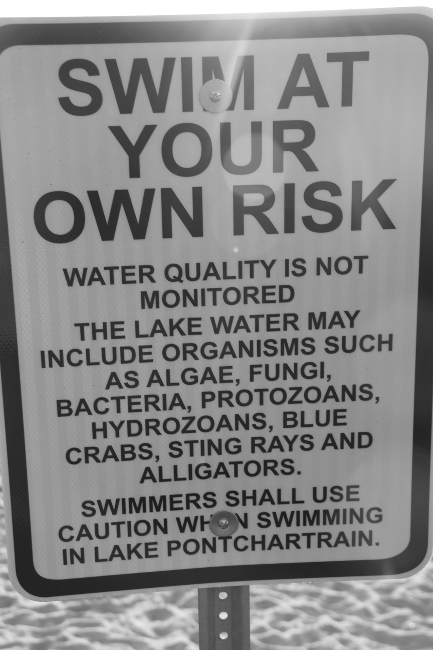 SWIM AT
YOUR
OWN RISK
WATER QUALITY IS NOT
MONITORED
THE LAKE WATER MAY
INCLUDE ORGANISMS SUCH
AS ALGAE, FUNGI,
BACTERIA, PROTOZOANS,
HYDROZOANS, BLUE
CRABS, STING RAYS AND
ALLIGATORS.
SWIMMERS SHALL USE
CAUTION WHEN SWIMMING
IN LAKE PONTCHARTRAIN.